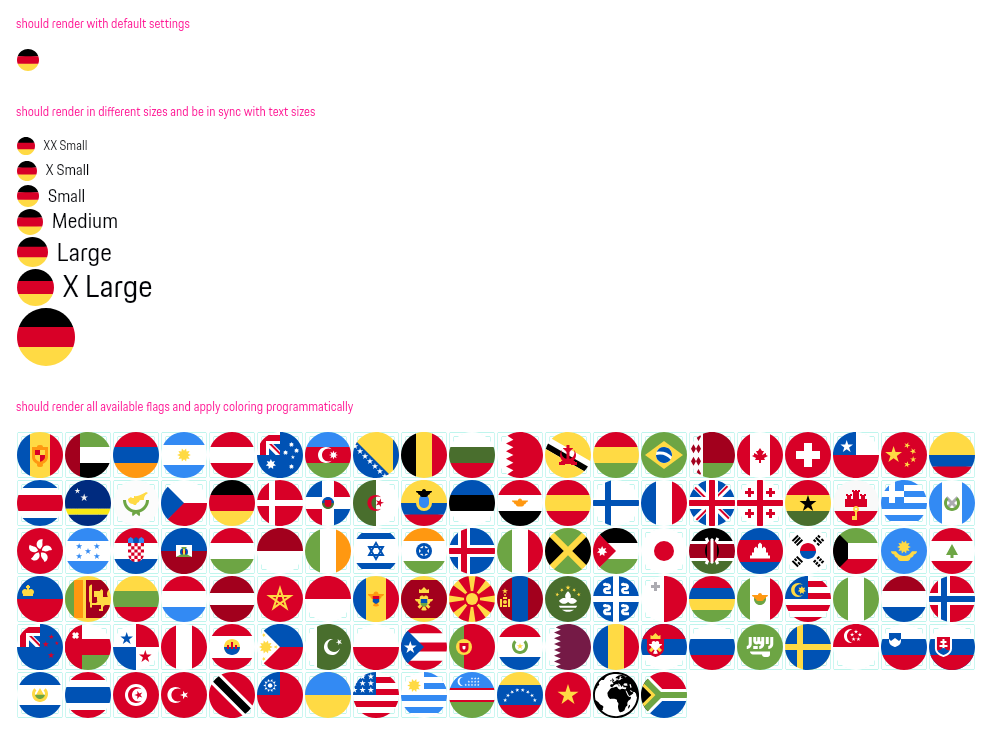 should render with default settings
should render in different sizes and be in sync with text sizes
XX Small
X Small
Small
Medium
Large
X Large
should render all available flags and apply coloring programmatically